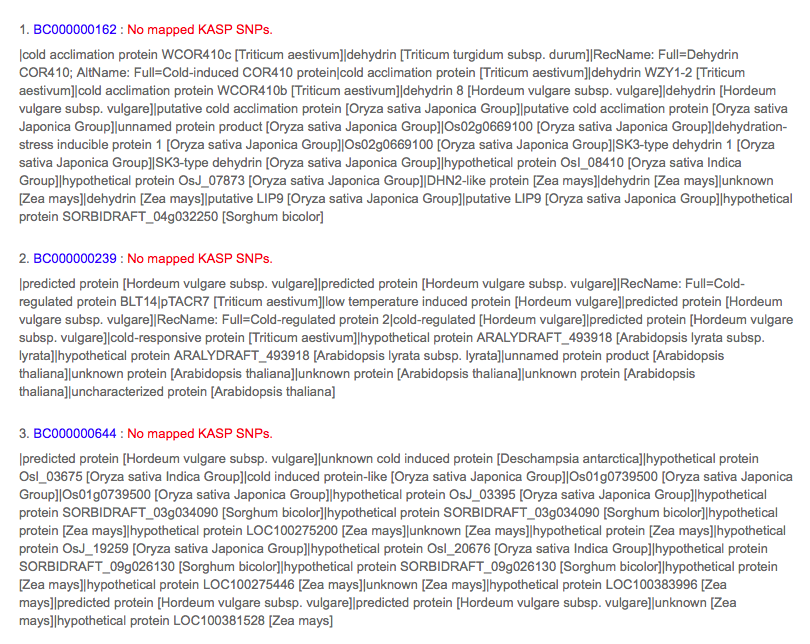 1. BC000000162 : No mapped KASP SNPs.
|cold acclimation protein WCOR410c [Triticum aestivum]|dehydrin [Triticum turgidum subsp. durum]|RecName: Full=Dehydrin
COR410; AltName: Full=Cold-induced COR410 protein|cold acclimation protein [Triticum aestivum]|dehydrin WZY1-2 [Triticum
aestivum]|cold acclimation protein WCOR410b [Triticum aestivum]|dehydrin 8 [Hordeum vulgare subsp. vulgare]|dehydrin [Hordeum
vulgare subsp. vulgare]|putative cold acclimation protein [Oryza sativa Japonica Group]|putative cold acclimation protein [Oryza sativa
Japonica Group]|unnamed protein product [Oryza sativa Japonica Group]|Os02g0669100 [Oryza sativa Japonica Group]|dehydration-
stress inducible protein 1 [Oryza sativa Japonica Group]|Os02g0669100 [Oryza sativa Japonica Group]|SK3-type dehydrin 1 [Oryza
sativa Japonica Group]|SK3-type dehydrin [Oryza sativa Japonica Group]|hypothetical protein OsI_08410 [Oryza sativa Indica
Group]|hypothetical protein OsJ_07873 [Oryza sativa Japonica Group]|DHN2-like protein [Zea mays]|dehydrin [Zea mays]|unknown
[Zea mays]|dehydrin [Zea mays]|putative LIP9 [Oryza sativa Japonica Group]|putative LIP9 [Oryza sativa Japonica Group]|hypothetical
protein SORBIDRAFT_04g032250 [Sorghum bicolor]
2. BC000000239 : No mapped KASP SNPs.
|predicted protein [Hordeum vulgare subsp. vulgare]|predicted protein [Hordeum vulgare subsp. vulgare]|RecName: Full=Cold-
regulated protein BLT14|pTACR7 [Triticum aestivum]|low temperature induced protein [Hordeum vulgare]|predicted protein [Hordeum
vulgare subsp. vulgare]|RecName: Full=Cold-regulated protein 2|cold-regulated [Hordeum vulgare]|predicted protein [Hordeum vulgare
subsp. vulgare]|cold-responsive protein [Triticum aestivum]|hypothetical protein ARALYDRAFT_493918 [Arabidopsis lyrata subsp.
lyrata]|hypothetical protein ARALYDRAFT_493918 [Arabidopsis lyrata subsp. lyrata]|unnamed protein product [Arabidopsis
thaliana]|unknown protein [Arabidopsis thaliana]|unknown protein [Arabidopsis thaliana]|unknown protein [Arabidopsis
thaliana]|uncharacterized protein [Arabidopsis thaliana]
3. BC000000644 : No mapped KASP SNPs.
|predicted protein [Hordeum vulgare subsp. vulgare]|unknown cold induced protein [Deschampsia antarctica]|hypothetical protein
OsI_03675 [Oryza sativa Indica Group]|cold induced protein-like [Oryza sativa Japonica Group]|Os01g0739500 [Oryza sativa Japonica
Group]|Os01g0739500 [Oryza sativa Japonica Group]|hypothetical protein OsJ_03395 [Oryza sativa Japonica Group]|hypothetical
protein SORBIDRAFT_03g034090 [Sorghum bicolor]|hypothetical protein SORBIDRAFT_03g034090 [Sorghum bicolor]|hypothetical
protein [Zea mays]|hypothetical protein LOC100275200 [Zea mays]|unknown [Zea mays]|hypothetical protein [Zea mays]|hypothetical
protein OsJ_19259 [Oryza sativa Japonica Group]|hypothetical protein OsI_20676 [Oryza sativa Indica Group]|hypothetical protein
SORBIDRAFT_09g026130 [Sorghum bicolor]|hypothetical protein SORBIDRAFT_09g026130 [Sorghum bicolor]|hypothetical protein
[Zea mays]|hypothetical protein LOC100275446 [Zea mays]|unknown [Zea mays]|hypothetical protein LOC100383996 [Zea
mays]|predicted protein [Hordeum vulgare subsp. vulgare]|predicted protein [Hordeum vulgare subsp. vulgare]|unknown [Zea
mays]|hypothetical protein LOC100381528 [Zea mays]